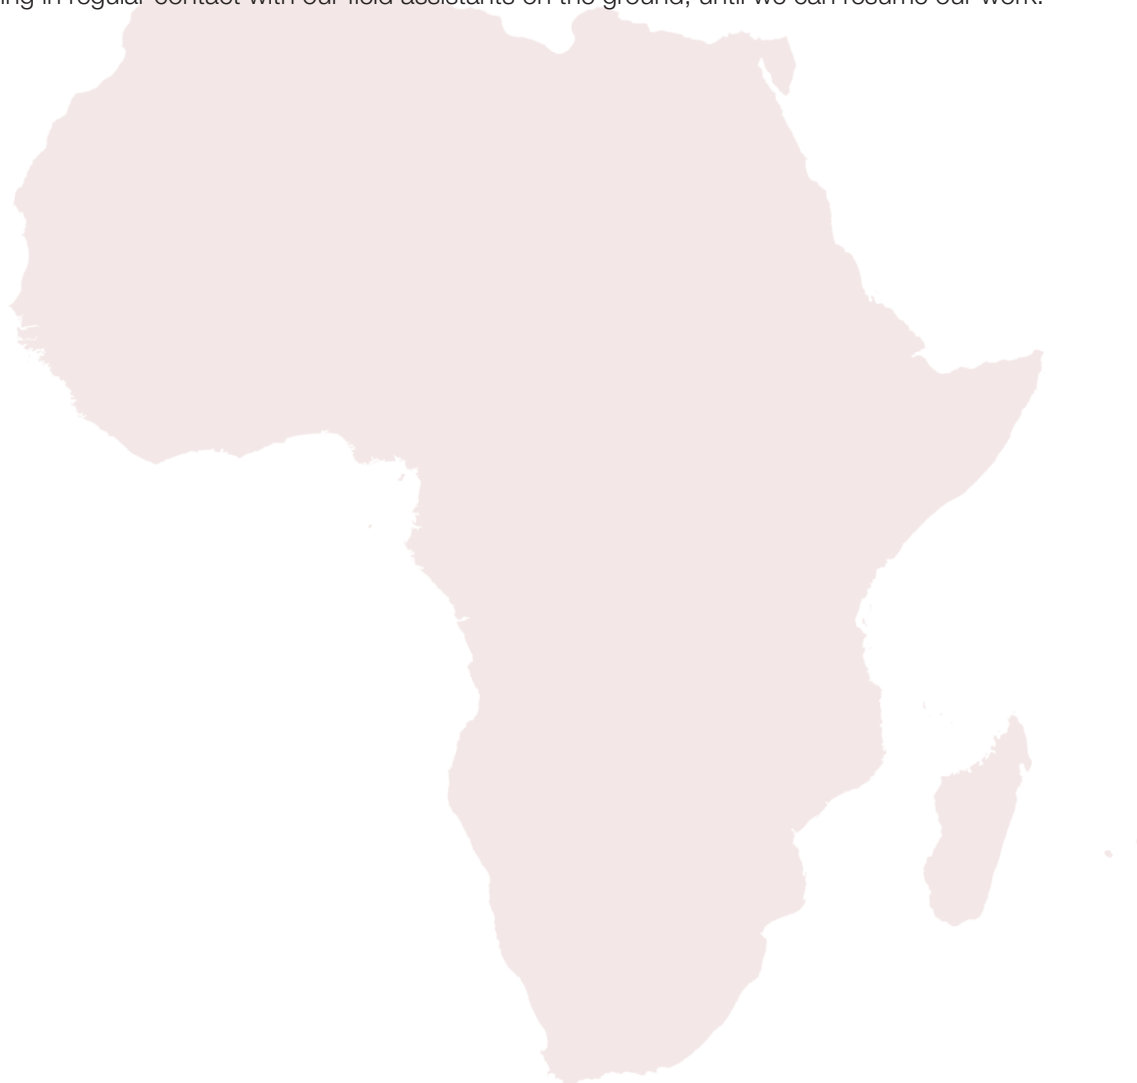 ing in regular contact with our field assistants on the ground, until we can resume our work.